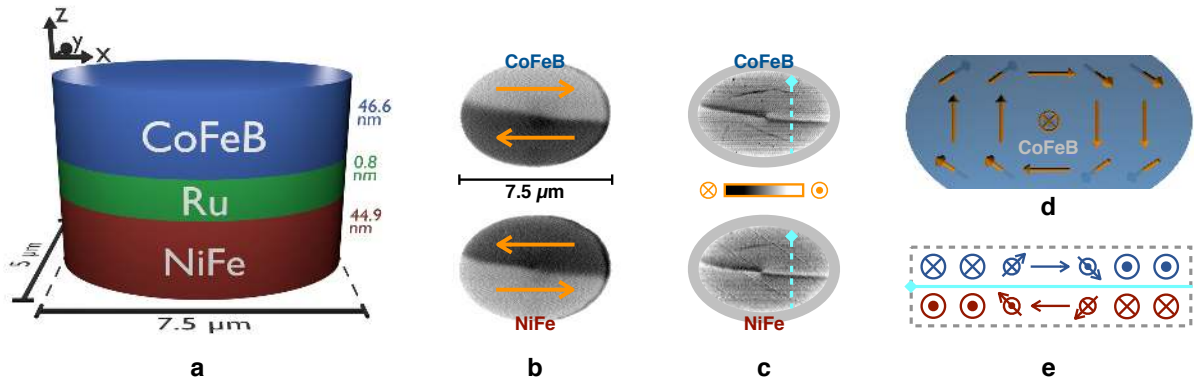 Z
y
X
CoFeB
Ru
NiFe
46.6
nm
0.8
nm
44.9
nm
5 μm
7.5 μm
a
CoFeB
7.5 μm
NiFe
b
CoFeB
NiFe
c
CoFeB
d
e